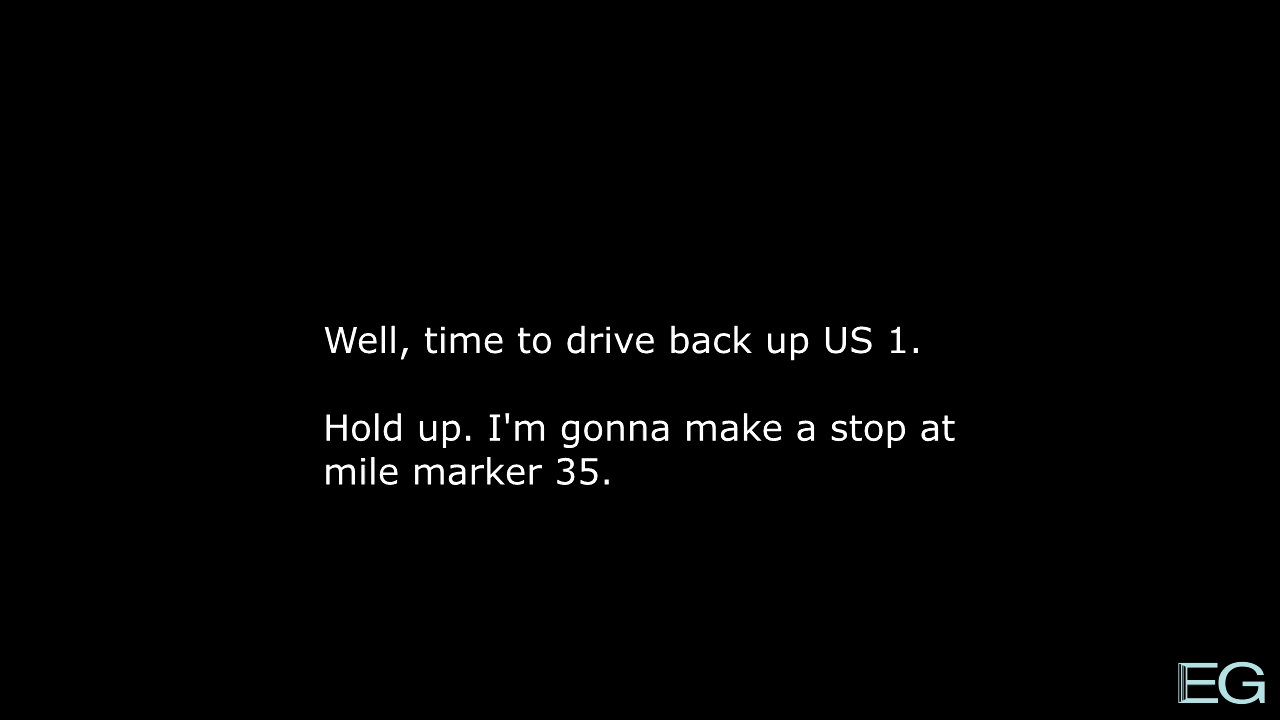 Well, time to drive back up US 1.
Hold up. I'm gonna make a stop at
mile marker 35.
EG